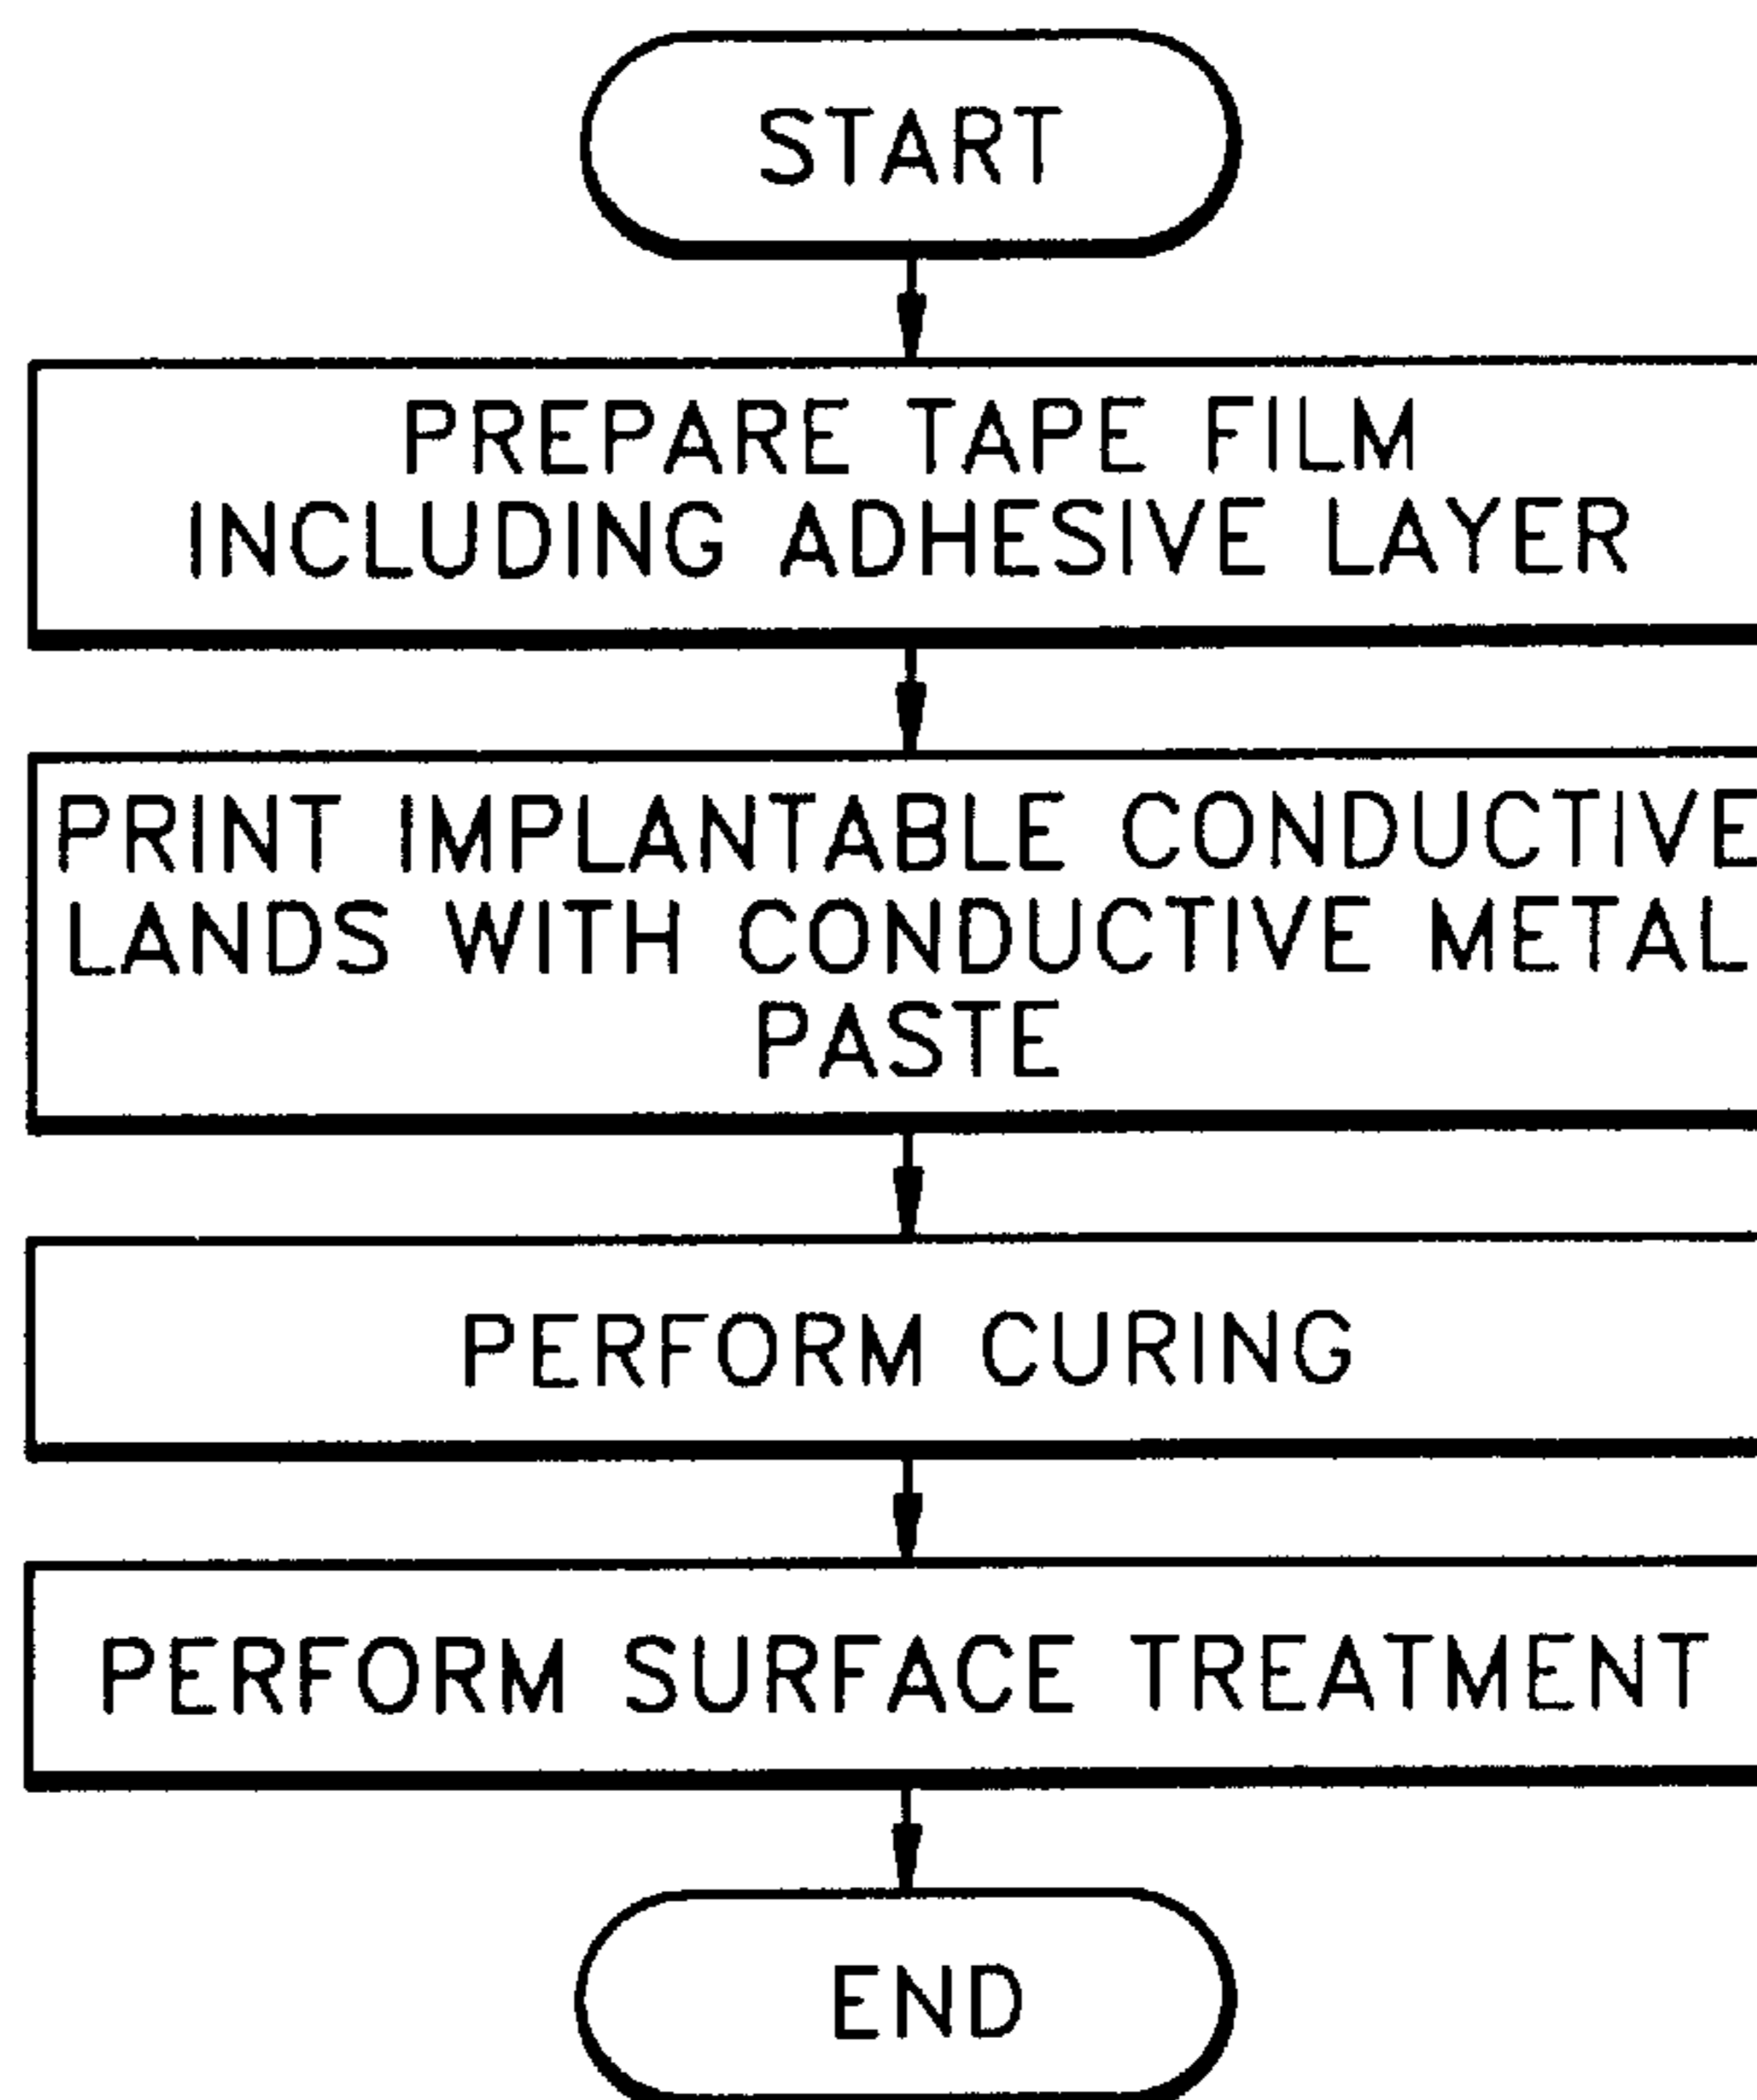 START
PREPARE TAPE FILM
INCLUDING ADHESIVE LAYER
PRINT IMPLANTABLE CONDUCTIVE
LANDS WITH CONDUCTIVE METAL
PASTE
PERFORM CURING
PERFORM SURFACE TREATMENT
END